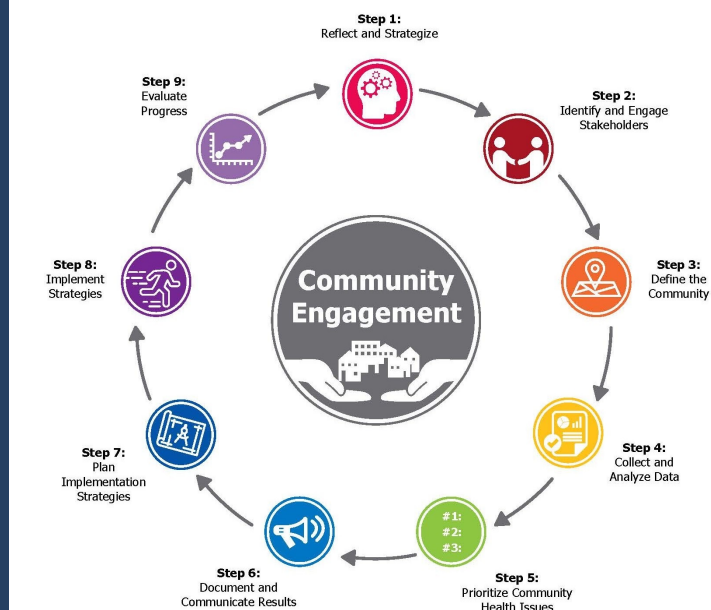 Step 1:
Reflect and Strategize
Step 2:
Identify and Engage
Stakeholders
Step 3:
Define the
Community
Step 4:
Collect and
Analyze Data
#1:
#2:
#3:
Step 5:
Prioritize Community
Health Issues
Step 6:
Document and
Communicate Results
Step 7:
Plan
Implementation
Strategies
Step 8:
Implement
Strategies
Step 9:
Evaluate
Progress
Community
Engagement